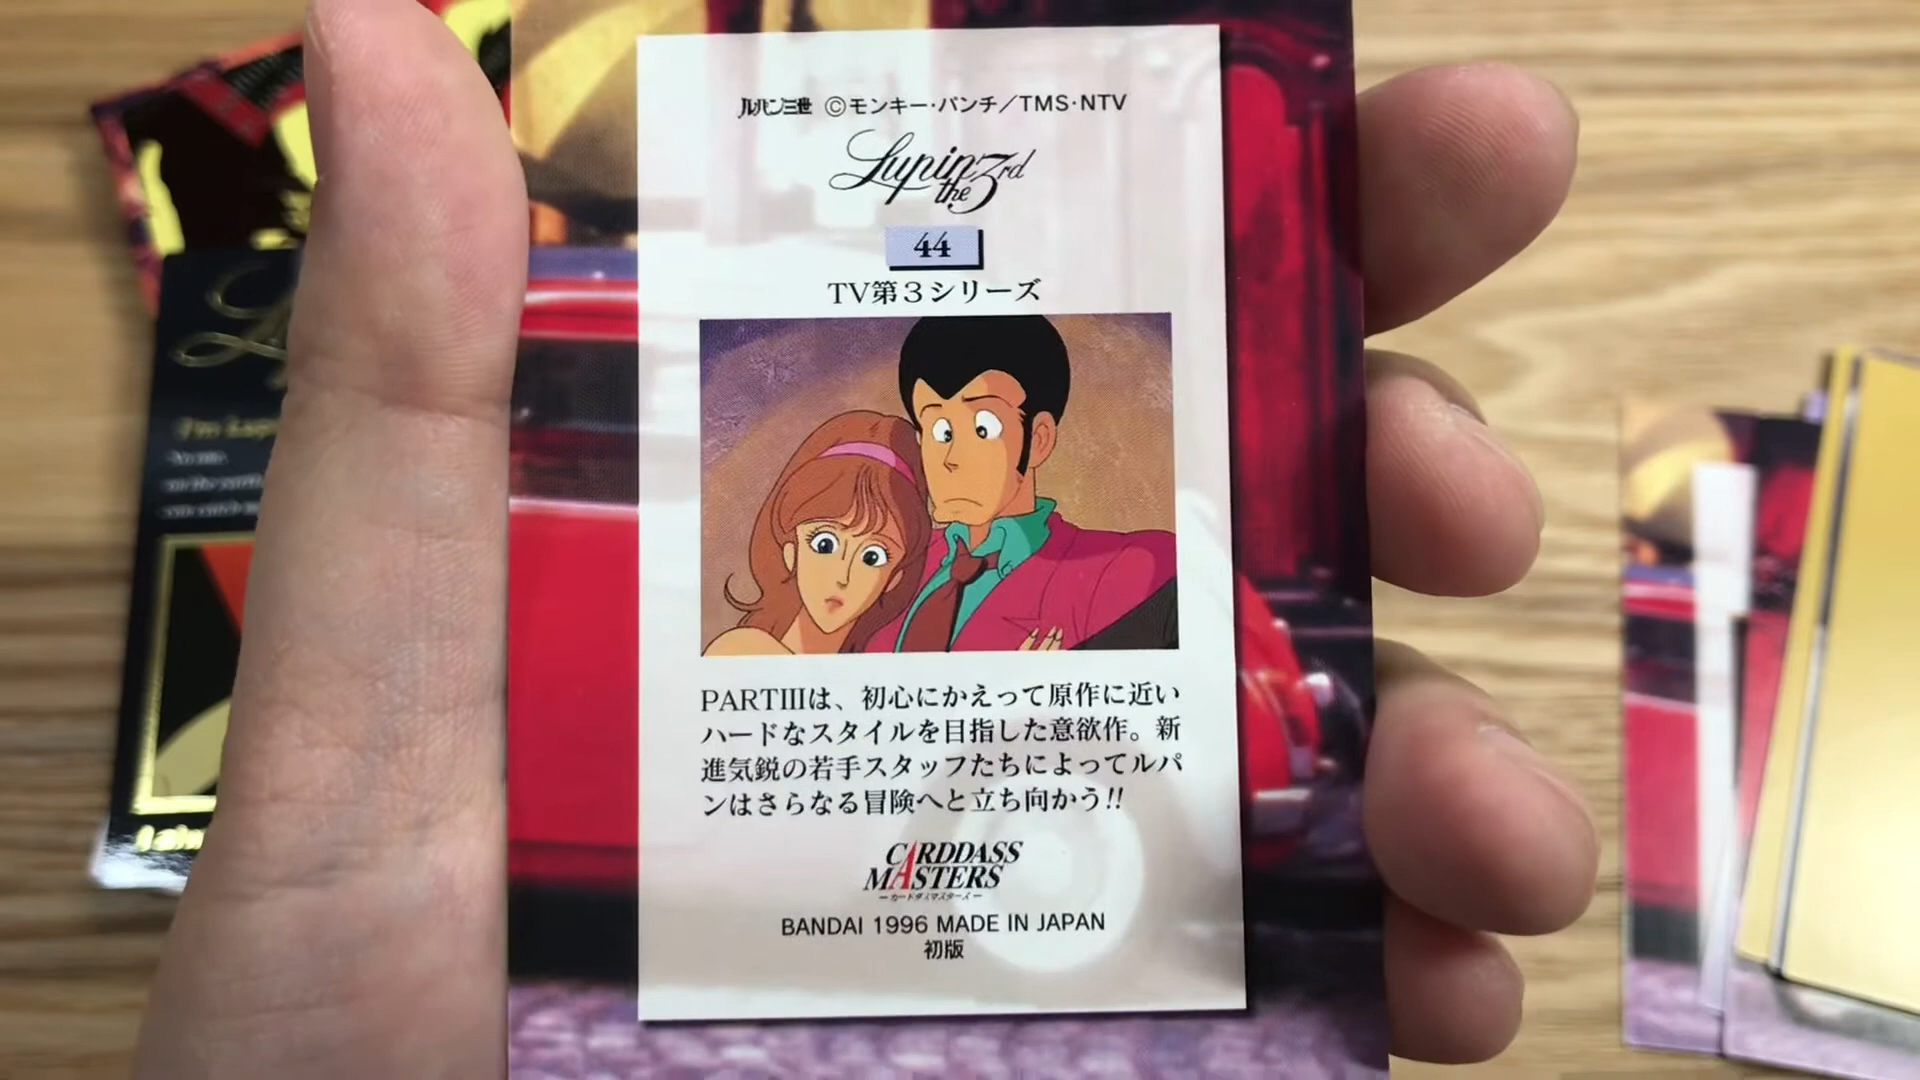 ルパン三世 ©モンキー・パンチ／TMS・NTV
Lupin the 3rd
44
TV第3シリーズ
PARTⅢは、初心にかえって原作に近い
ハードなスタイルを目指した意欲作。新
進気鋭の若手スタッフたちによってルパ
ンはさらなる冒険へと立ち向かう!!
CARDDASS
MASTERS
ーカードダスマスターズー
BANDAI 1996 MADE IN JAPAN
初版